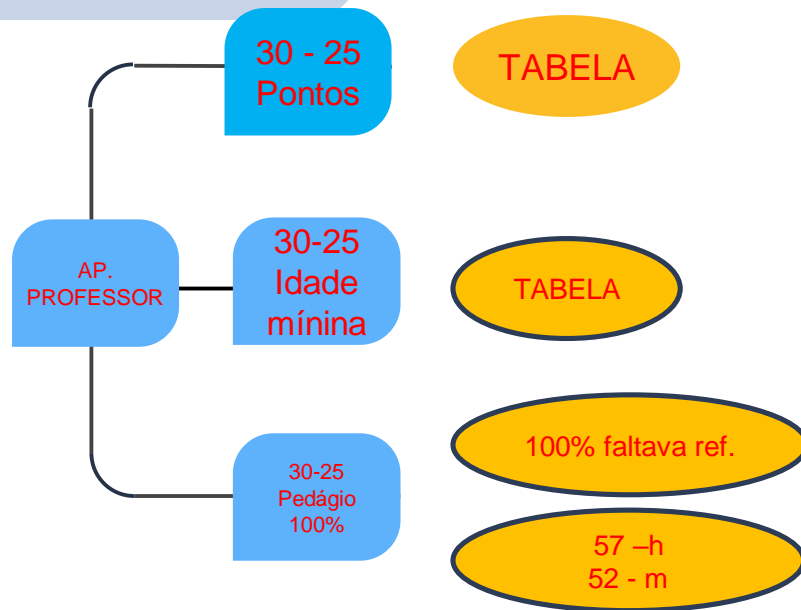 30 - 25
Pontos
TABELA
AP.
PROFESSOR
30-25
Idade
mínina
TABELA
30-25
Pedágio
100%
100% faltava ref.
57 –h
52 - m